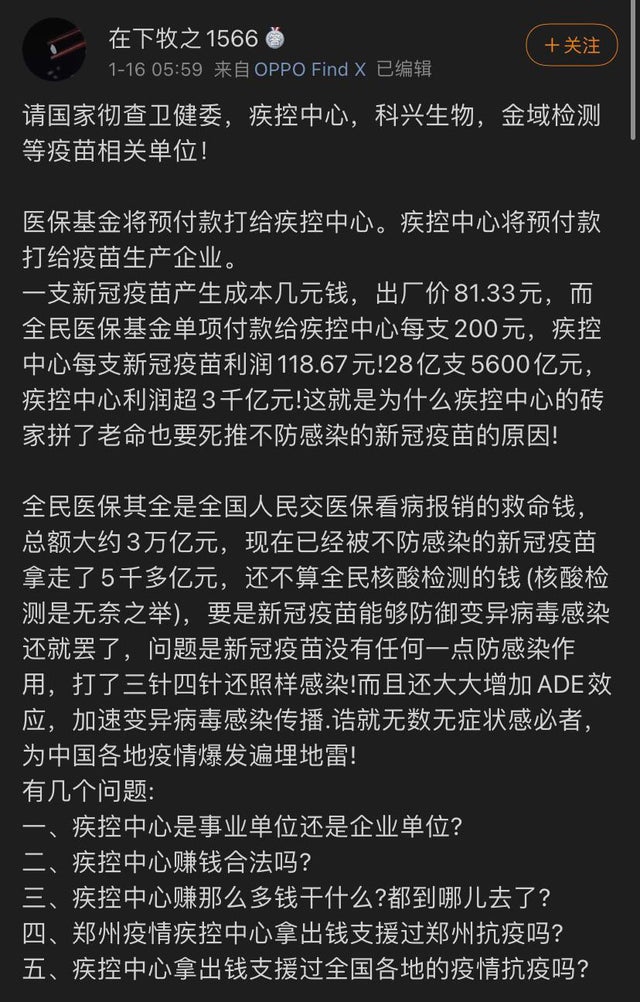 在下牧之1566
+关注
1-16 05:59 来自OPPO Find X 已编辑
请国家彻查卫健委，疾控中心，科兴生物，金域检测
等疫苗相关单位！
医保基金将预付款打给疾控中心。疾控中心将预付款
打给疫苗生产企业。
一支新冠疫苗产生成本几元钱，出厂价81.33元，而
全民医保基金单项付款给疾控中心每支200元，疾控
中心每支新冠疫苗利润118.67元!28亿支5600亿元，
疾控中心利润超3千亿元!这就是为什么疾控中心的砖
家拼了老命也要死推不防感染的新冠疫苗的原因!
全民医保其全是全国人民交医保看病报销的救命钱，
总额大约3万亿元，现在已经被不防感染的新冠疫苗
拿走了5千多亿元，还不算全民核酸检测的钱(核酸检
测是无奈之举)，要是新冠疫苗能够防御变异病毒感染
还就罢了，问题是新冠疫苗没有任何一点防感染作
用，打了三针四针还照样感染!而且还大大增加ADE效
应，加速变异病毒感染传播.诰就无数无症状感必者，
为中国各地疫情爆发遍埋地雷!
有几个问题:
一、疾控中心是事业单位还是企业单位?
二、疾控中心赚钱合法吗?
三、疾控中心赚那么多钱干什么?都到哪儿去了?
四、郑州疫情疾控中心拿出钱支援过郑州抗疫吗?
五、疾控中心拿出钱支援过全国各地的疫情抗疫吗?